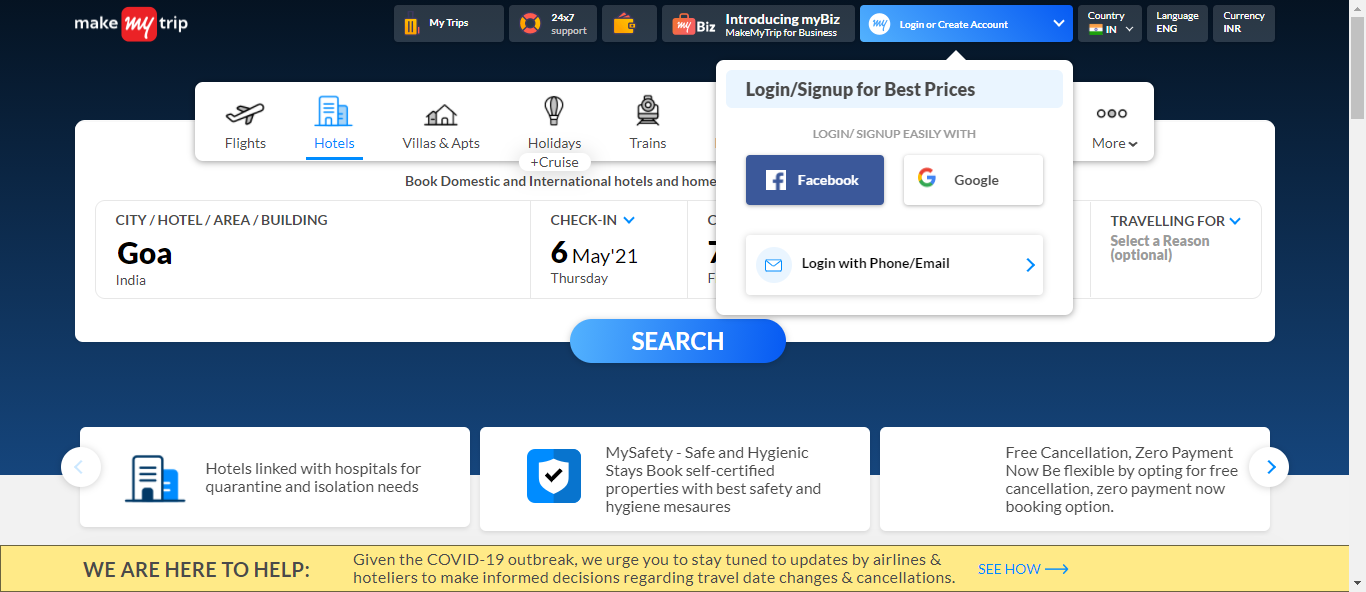 make my trip
My Trips
24x7
support
my Biz
Introducing myBiz
MakeMyTrip for Business
my
Login or Create Account
Country
IN
Language
ENG
Currency
INR
Login/Signup for Best Prices
LOGIN/ SIGNUP EASILY WITH
Facebook
Google
Login with Phone/Email
Flights
Hotels
Villas & Apts
Holidays
+Cruise
Trains
More
Book Domestic and International hotels and home
CITY / HOTEL / AREA / BUILDING
Goa
India
CHECK-IN
6 May'21
Thursday
TRAVELLING FOR
Select a Reason
(optional)
SEARCH
Hotels linked with hospitals for
quarantine and isolation needs
MySafety - Safe and Hygienic
Stays Book self-certified
properties with best safety and
hygiene mesaures
Free Cancellation, Zero Payment
Now Be flexible by opting for free
cancellation, zero payment now
booking option.
WE ARE HERE TO HELP:
Given the COVID-19 outbreak, we urge you to stay tuned to updates by airlines &
hoteliers to make informed decisions regarding travel date changes & cancellations.
SEE HOW